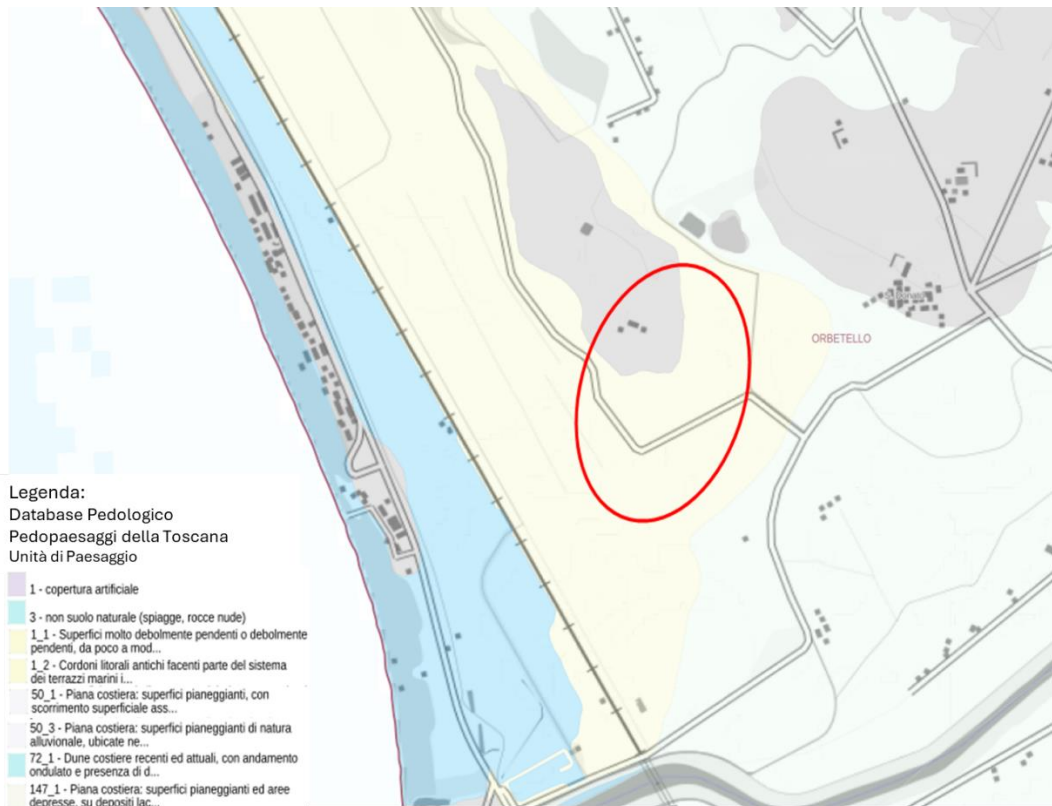 ORBETELLO
Legenda:
Database Pedologico
Pedopaesaggi della Toscana
Unità di Paesaggio
1 - copertura artificiale
3 - non suolo naturale (spiagge, rocce nude)
1_1 - Superfici molto debolmente pendenti o debolmente
pendenti, da poco a mod...
1_2 - Cordoni litorali antichi facenti parte del sistema
dei terrazzi marini i...
50_1 - Piana costiera: superfici pianeggianti, con
scorrimento superficiale ass...
50_3 - Piana costiera: superfici pianeggianti di natura
alluvionale, ubicate ne...
72_1 - Dune costiere recenti ed attuali, con andamento
ondulato e presenza di d...
147_1 - Piana costiera: superfici pianeggianti ed aree
depresse, su depositi lac...